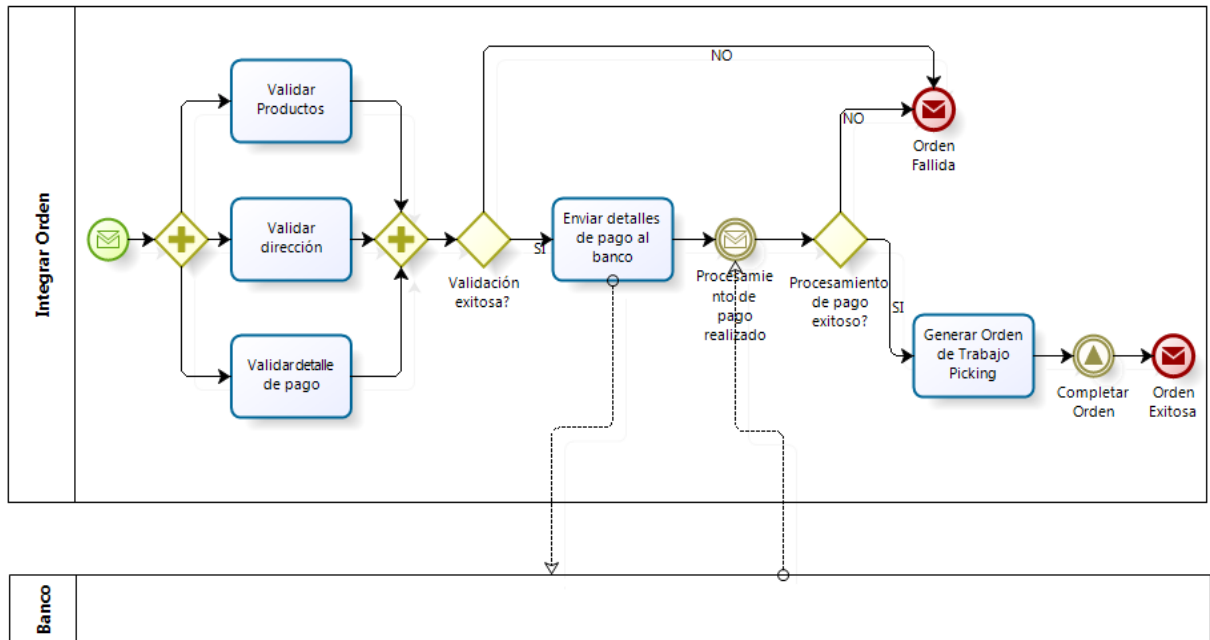 Integrar Orden
Validar
Productos
Validar
dirección
Validar detalle
de pago
Validación
exitosa?
NO
SI
Enviar detalles
de pago al
banco
Procesamie
nto de
pago
realizado
Procesamiento
de pago
exitoso?
NO
SI
Orden
Fallida
Generar Orden
de Trabajo
Picking
Completar
Orden
Orden
Exitosa
Banco